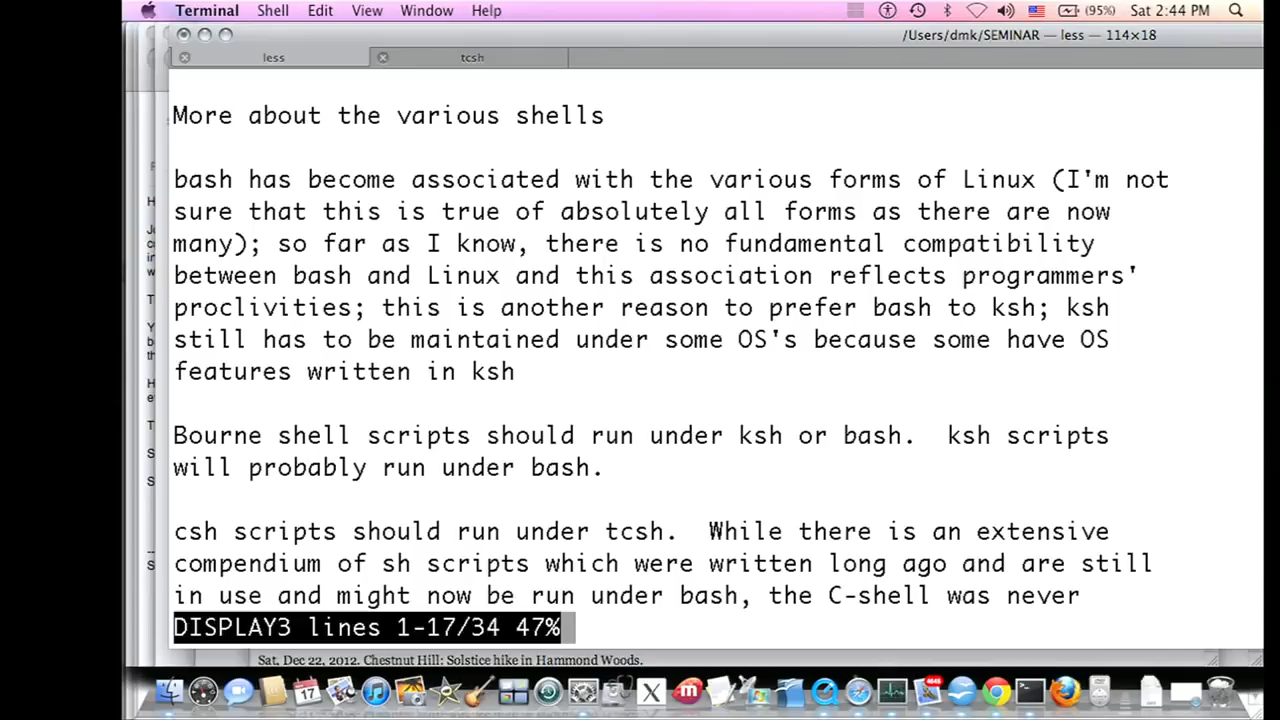 Terminal Shell Edit View Window Help (95%) Sat 2:44 PM
/Users/dmk/SEMINAR — less — 114×18
less tcsh
More about the various shells
bash has become associated with the various forms of Linux (I'm not
sure that this is true of absolutely all forms as there are now
many); so far as I know, there is no fundamental compatibility
between bash and Linux and this association reflects programmers'
proclivities; this is another reason to prefer bash to ksh; ksh
still has to be maintained under some OS's because some have OS
features written in ksh
Bourne shell scripts should run under ksh or bash.  ksh scripts
will probably run under bash.
csh scripts should run under tcsh.  While there is an extensive
compendium of sh scripts which were written long ago and are still
in use and might now be run under bash, the C-shell was never
DISPLAY3 lines 1-17/34 47%
Sat, Dec 22, 2012. Chestnut Hill: Solstice hike in Hammond Woods.